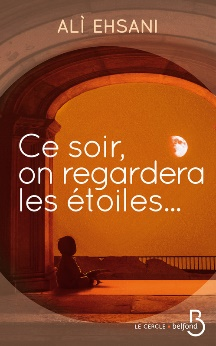 ALÌ EHSANI
Ce soir,
on regardera
les étoiles...
LE CERCLE • belfond
B